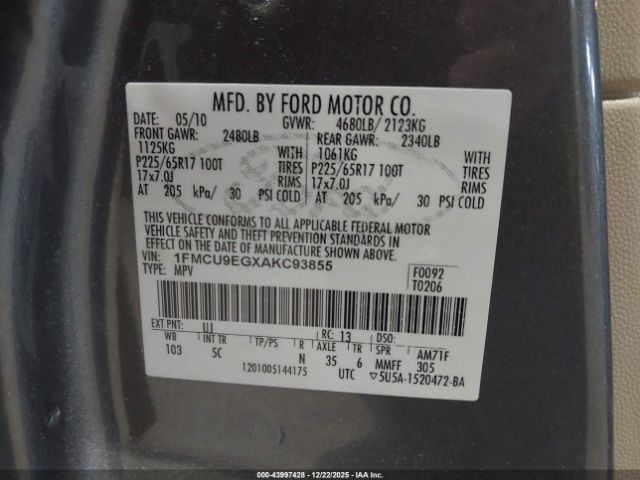 MFD. BY FORD MOTOR CO.
DATE: 05/10 GVWR: 4680LB/ 2123KG
FRONT GAWR: 2480LB REAR GAWR: 2340LB
1125KG WITH 1061KG WITH
P225/65R17 100T TIRES P225/65R17 100T TIRES
17x7.0J RIMS 17x7.0J RIMS
AT 205 kPa/ 30 PSI COLD AT 205 kPa/ 30 PSI COLD
THIS VEHICLE CONFORMS TO ALL APPLICABLE FEDERAL MOTOR
VEHICLE SAFETY AND THEFT PREVENTION STANDARDS IN
EFFECT ON THE DATE OF MANUFACTURE SHOWN ABOVE.
VIN: 1FMCU9EGXAKC93855
TYPE: MPV
F0092
T0206
EXT PNT: UJ RC: 13 DSO:
WB INT TR TP/PS R AXLE TR SPR AM71F
103 5C N 35 6 MMFF 305
1201005144175 UTC ▽5U5A-1520472-BA
STOCK: 43997428 | 12/22/2025 | IAA, Inc.